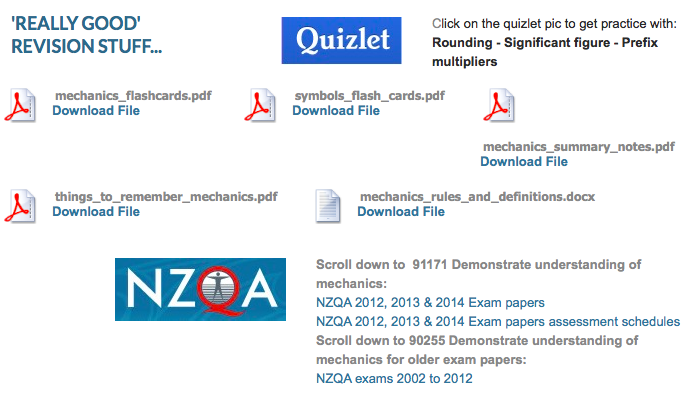 'REALLY GOOD'
REVISION STUFF...
Quizlet
Click on the quizlet pic to get practice with:
Rounding - Significant figure - Prefix
multipliers
mechanics_flashcards.pdf
Download File
symbols_flash_cards.pdf
Download File
mechanics_summary_notes.pdf
Download File
things_to_remember_mechanics.pdf
Download File
mechanics_rules_and_definitions.docx
Download File
NZQA
Scroll down to  91171 Demonstrate understanding of
mechanics:
NZQA 2012, 2013 & 2014 Exam papers
NZQA 2012, 2013 & 2014 Exam papers assessment schedules
Scroll down to 90255 Demonstrate understanding of
mechanics for older exam papers:
NZQA exams 2002 to 2012